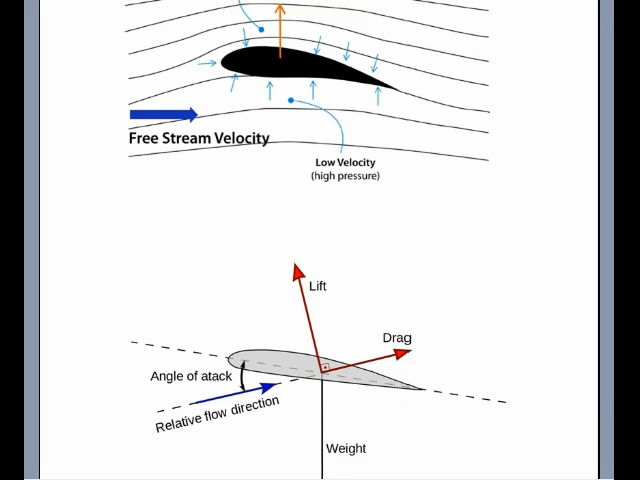 Free Stream Velocity
Low Velocity
(high pressure)
Lift
Drag
Angle of atack
Relative flow direction
Weight